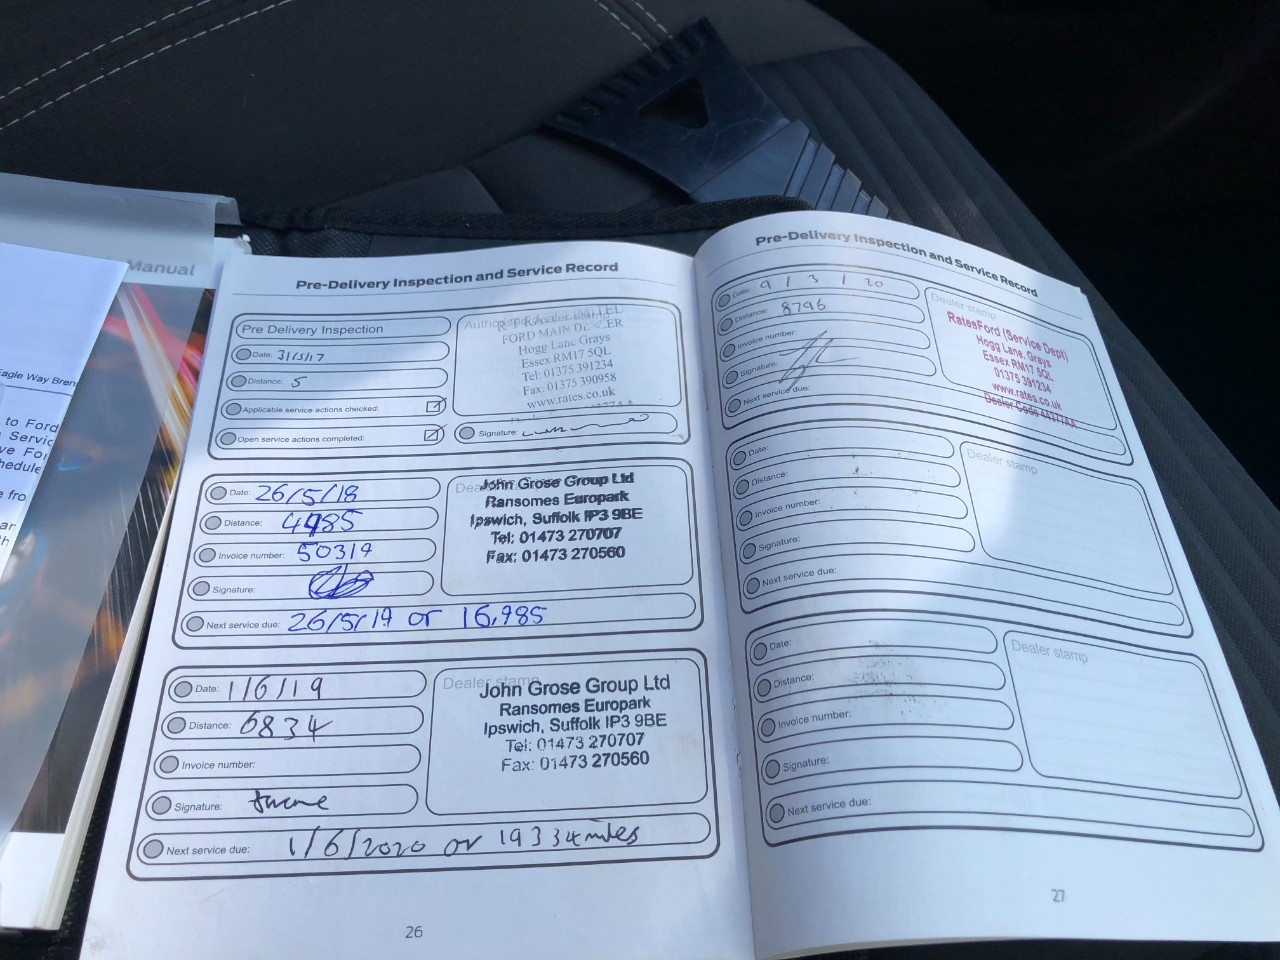 Manual
Eagle Way Bren
to Ford
Servic
ve For
hedule
Pre-Delivery Inspection and Service Record
Pre Delivery Inspection
Date: 31/3/17
Distance: 5
Applicable service actions checked:
Open service actions completed:
FORD MAIN DEALER
Hogg Lane, Grays
Essex RM17 5QL
Tel: 01375 391234
Fax: 01375 390958
www.rates.co.uk
Signature:
Date: 26/5/18
Distance: 4985
Invoice number: 50319
Signature:
Next service due: 26/5/19 or 16,985
John Grose Group Ltd
Ransomes Europark
Ipswich, Suffolk IP3 9BE
Tel: 01473 270707
Fax: 01473 270560
Date: 1/6/19
Distance: 6834
Invoice number:
Signature:
Next service due: 1/6/2020 or 19334 miles
Dealer stamp
John Grose Group Ltd
Ransomes Europark
Ipswich, Suffolk IP3 9BE
Tel: 01473 270707
Fax: 01473 270560
26
Pre-Delivery Inspection and Service Record
Date: 9/3/20
Distance: 8796
Invoice number:
Signature:
Next service due:
Dealer stamp
RatesFord (Service Dept)
Hogg Lane, Grays
Essex RM17 5QL
01375 391234
www.rates.co.uk
Dealer Code 4A377AA
Date:
Distance:
Invoice number:
Signature:
Next service due:
Dealer stamp
Date:
Distance:
Invoice number:
Signature:
Next service due:
Dealer stamp
27